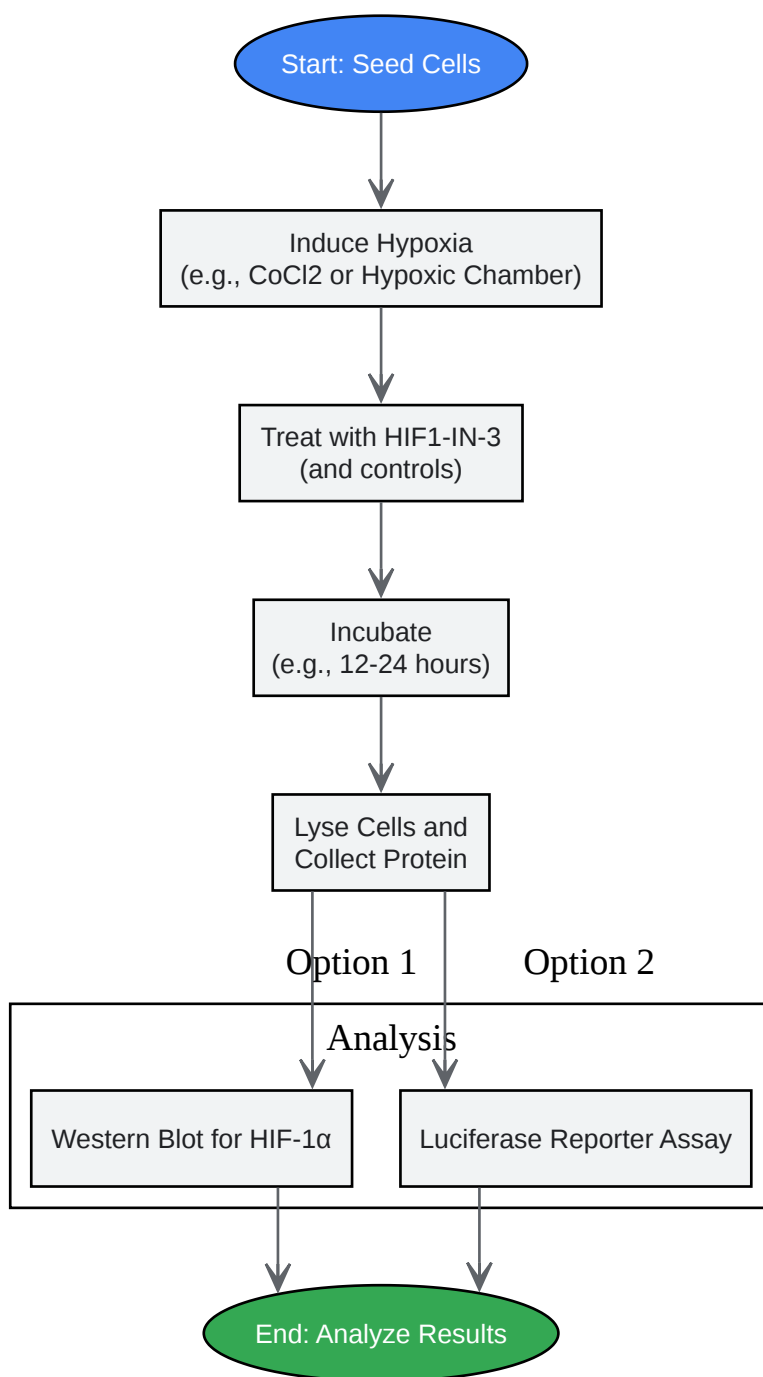 Start: Seed Cells
Induce Hypoxia
(e.g., CoCl2 or Hypoxic Chamber)
Treat with HIF1-IN-3
(and controls)
Incubate
(e.g., 12-24 hours)
Lyse Cells and
Collect Protein
Option 1
Option 2
Analysis
Western Blot for HIF-1α
Luciferase Reporter Assay
End: Analyze Results